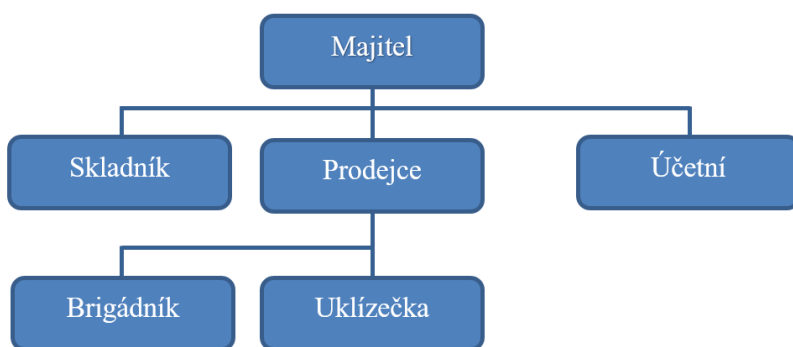 Majitel
Skladník
Prodejce
Účetní
Brigádník
Uklízečka